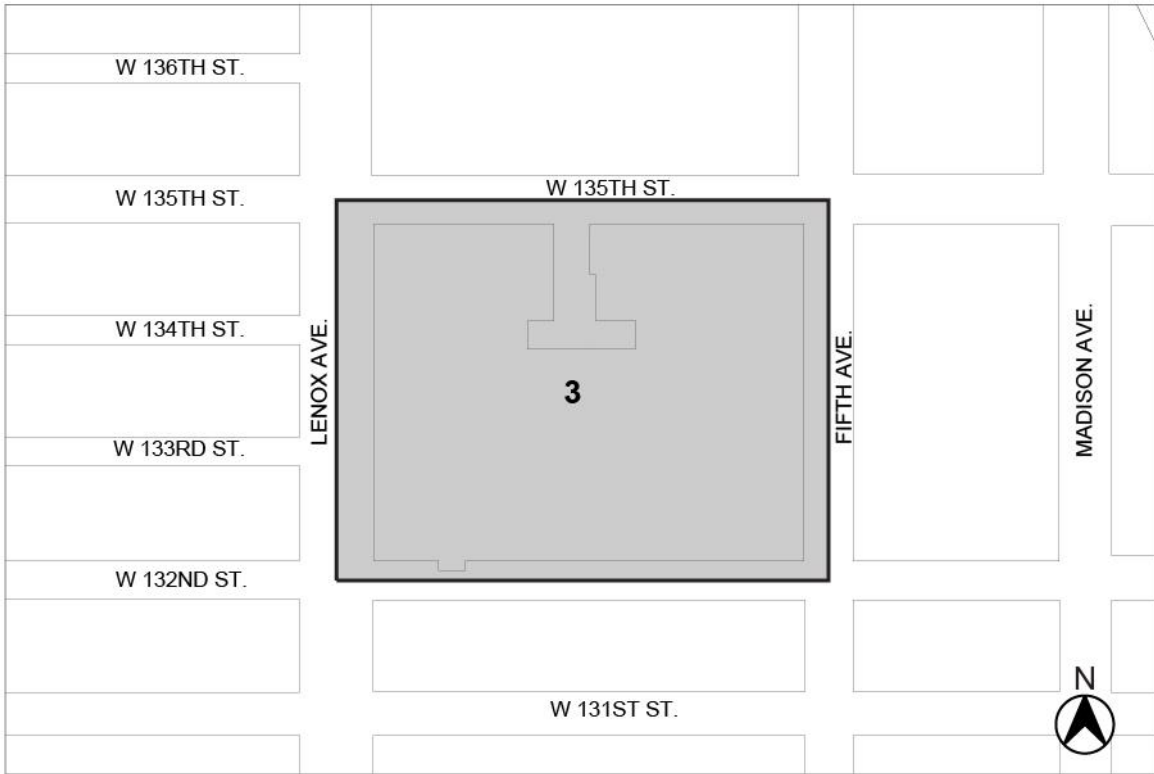 W 136TH ST.
W 135TH ST.
W 135TH ST.
W 134TH ST.
LENOX AVE.
3
FIFTH AVE.
MADISON AVE.
W 133RD ST.
W 132ND ST.
N
W 131ST ST.